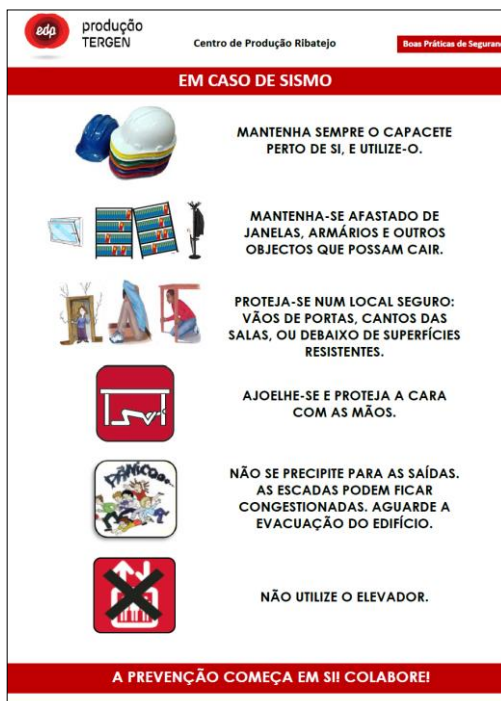 edp
produção
TERGEN
Centro de Produção Ribatejo
Boas Práticas de Seguran
EM CASO DE SISMO
MANTENHA SEMPRE O CAPACETE
PERTO DE SI, E UTILIZE-O.
MANTENHA-SE AFASTADO DE
JANELAS, ARMÁRIOS E OUTROS
OBJECTOS QUE POSSAM CAIR.
PROTEJA-SE NUM LOCAL SEGURO:
VÃOS DE PORTAS, CANTOS DAS
SALAS, OU DEBAIXO DE SUPERFÍCIES
RESISTENTES.
AJOELHE-SE E PROTEJA A CARA
COM AS MÃOS.
PÂNICO...
NÃO SE PRECIPITE PARA AS SAÍDAS.
AS ESCADAS PODEM FICAR
CONGESTIONADAS. AGUARDE A
EVACUAÇÃO DO EDIFÍCIO.
NÃO UTILIZE O ELEVADOR.
A PREVENÇÃO COMEÇA EM SI! COLABORE!